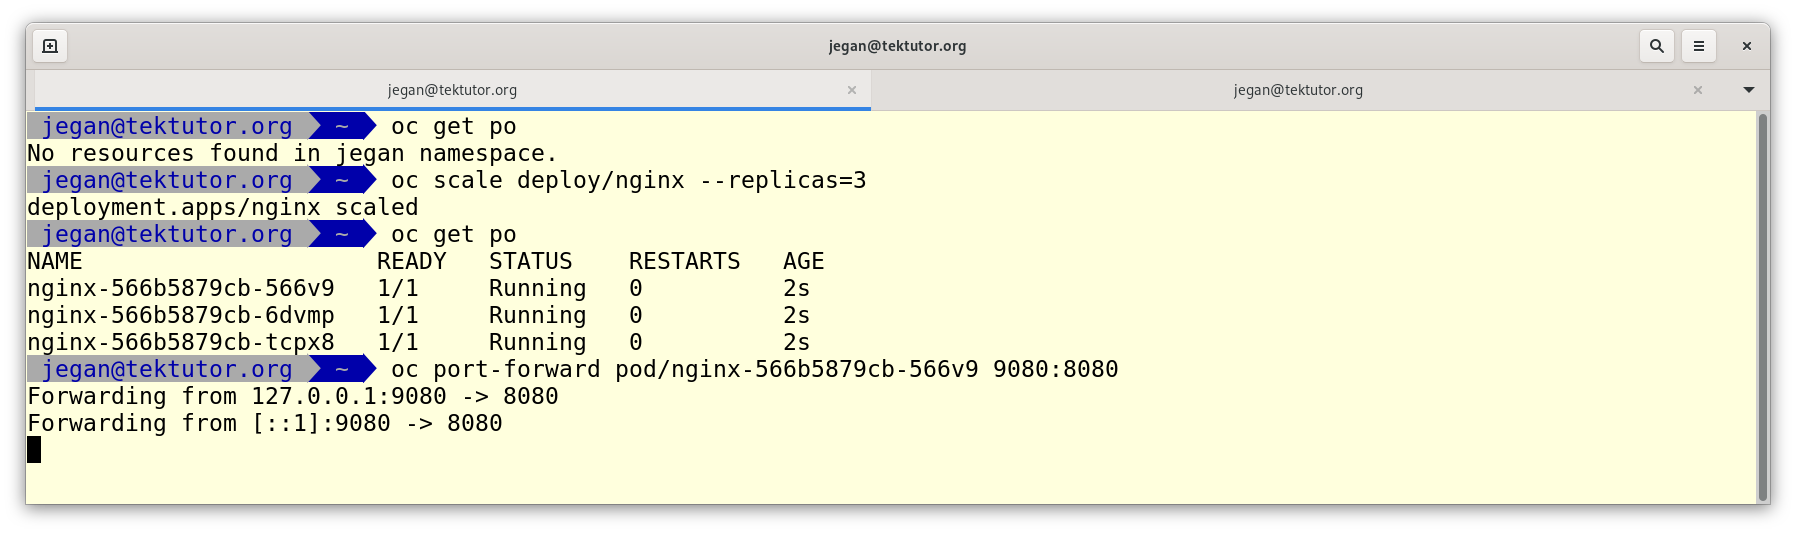 jegan@tektutor.org
jegan@tektutor.org jegan@tektutor.org
jegan@tektutor.org ~ oc get po
No resources found in jegan namespace.
jegan@tektutor.org ~ oc scale deploy/nginx --replicas=3
deployment.apps/nginx scaled
jegan@tektutor.org ~ oc get po
NAME                     READY   STATUS    RESTARTS   AGE
nginx-566b5879cb-566v9   1/1     Running   0          2s
nginx-566b5879cb-6dvmp   1/1     Running   0          2s
nginx-566b5879cb-tcpx8   1/1     Running   0          2s
jegan@tektutor.org ~ oc port-forward pod/nginx-566b5879cb-566v9 9080:8080
Forwarding from 127.0.0.1:9080 -> 8080
Forwarding from [::1]:9080 -> 8080